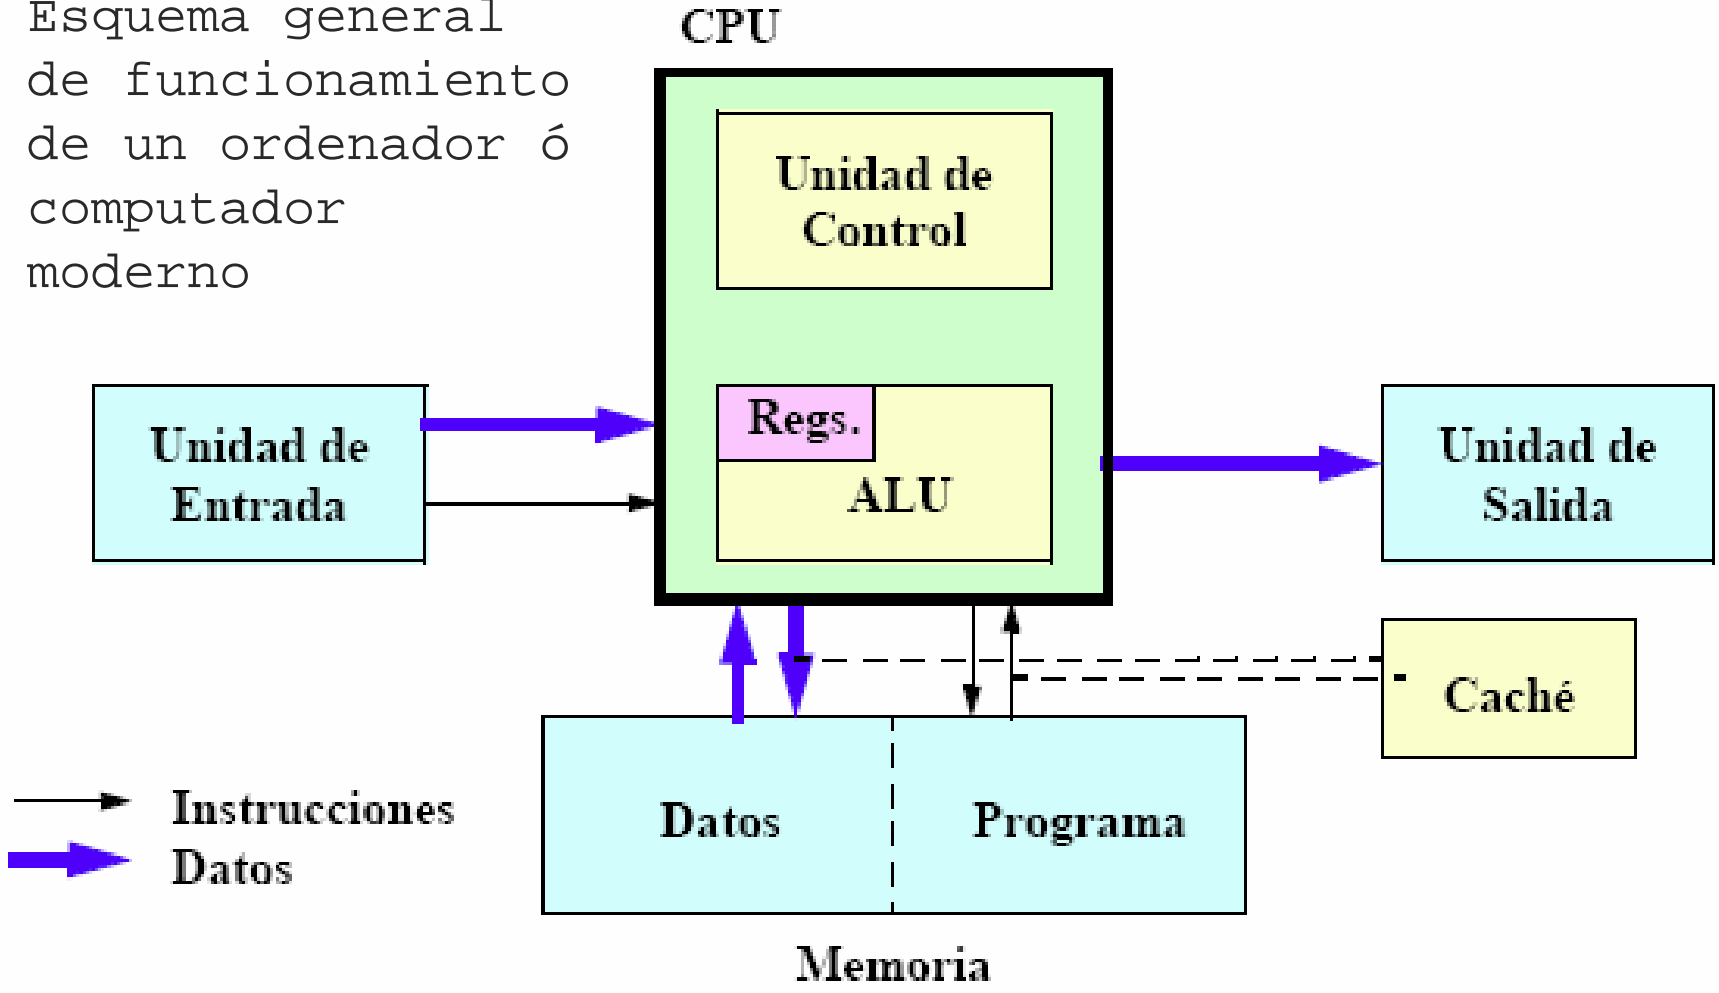 Esquema general
de funcionamiento
de un ordenador ó
computador
moderno
CPU
Unidad de
Control
Regs.
ALU
Unidad de
Entrada
Unidad de
Salida
Caché
Datos
Programa
Memoria
Instrucciones
Datos